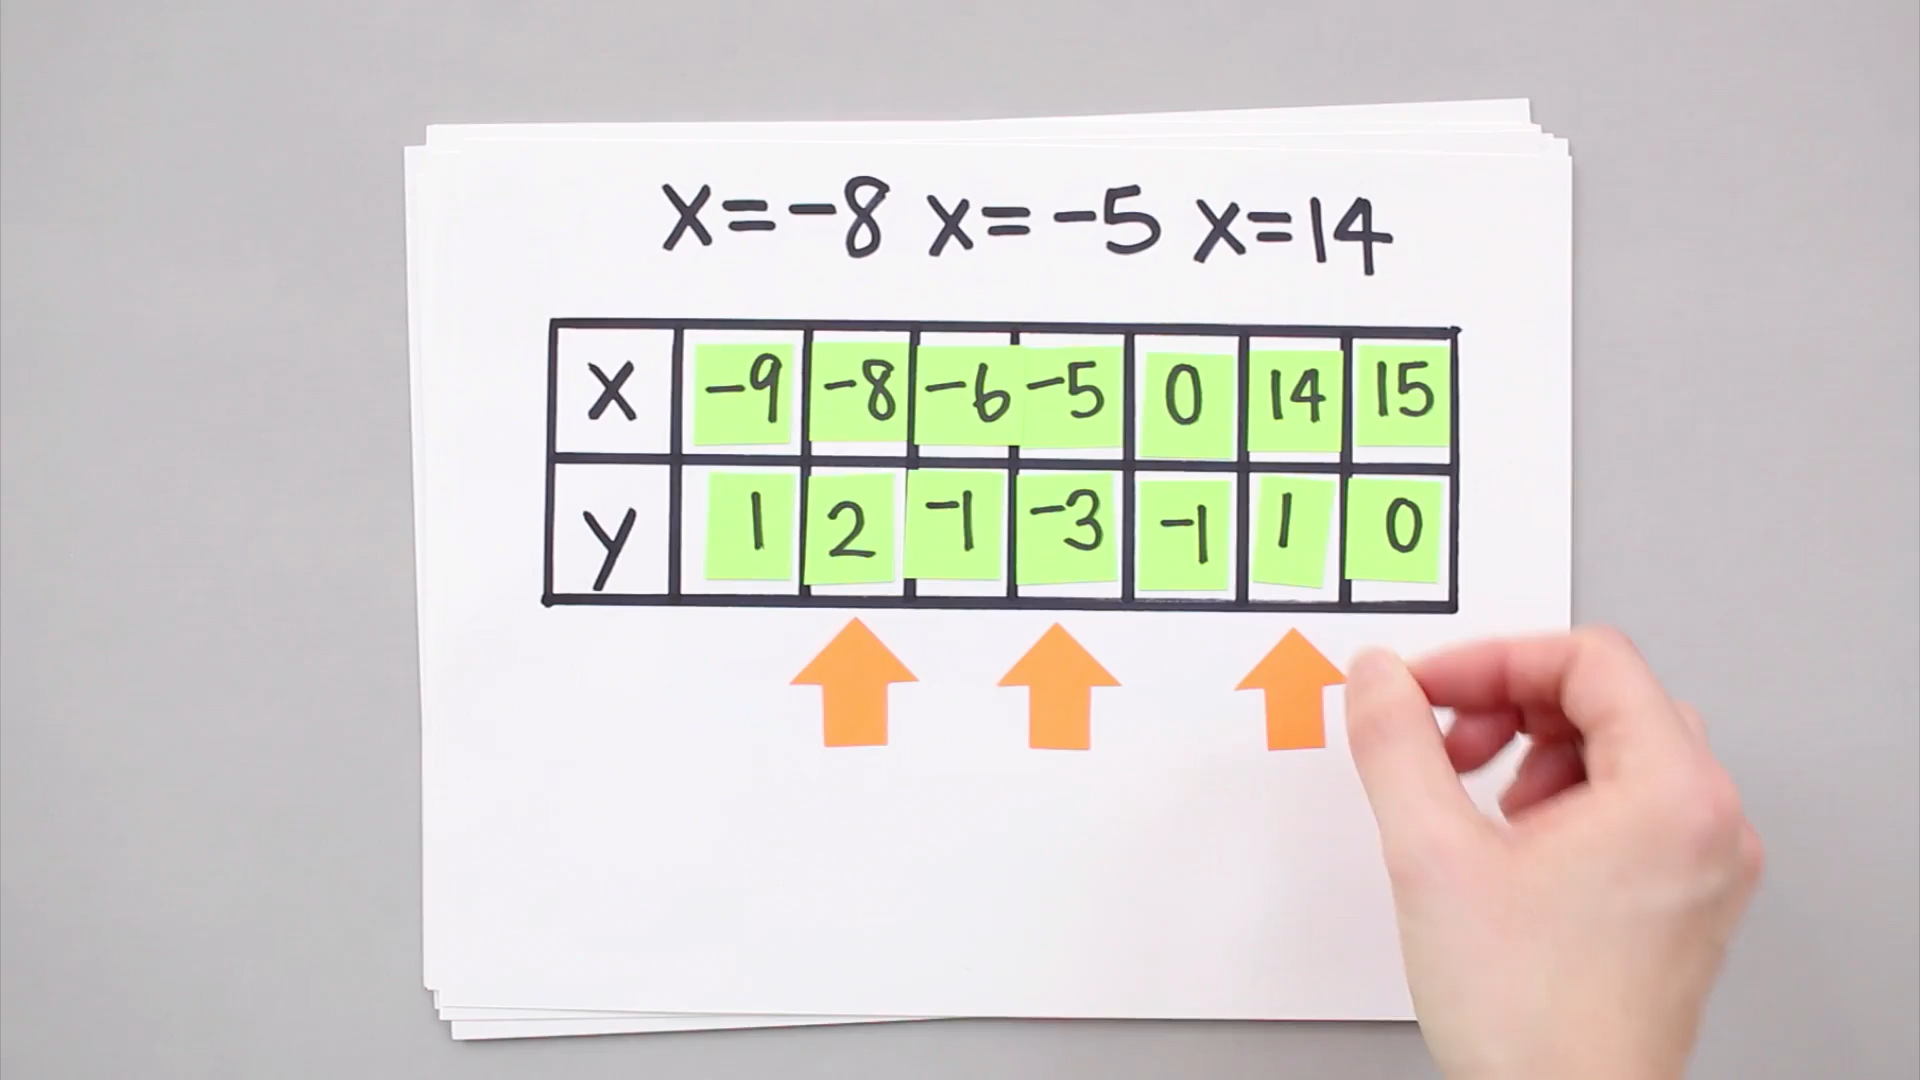 x=-8 x=-5 x=14
x -9 -8 -6 -5 0 14 15
y 1 2 -1 -3 -1 1 0